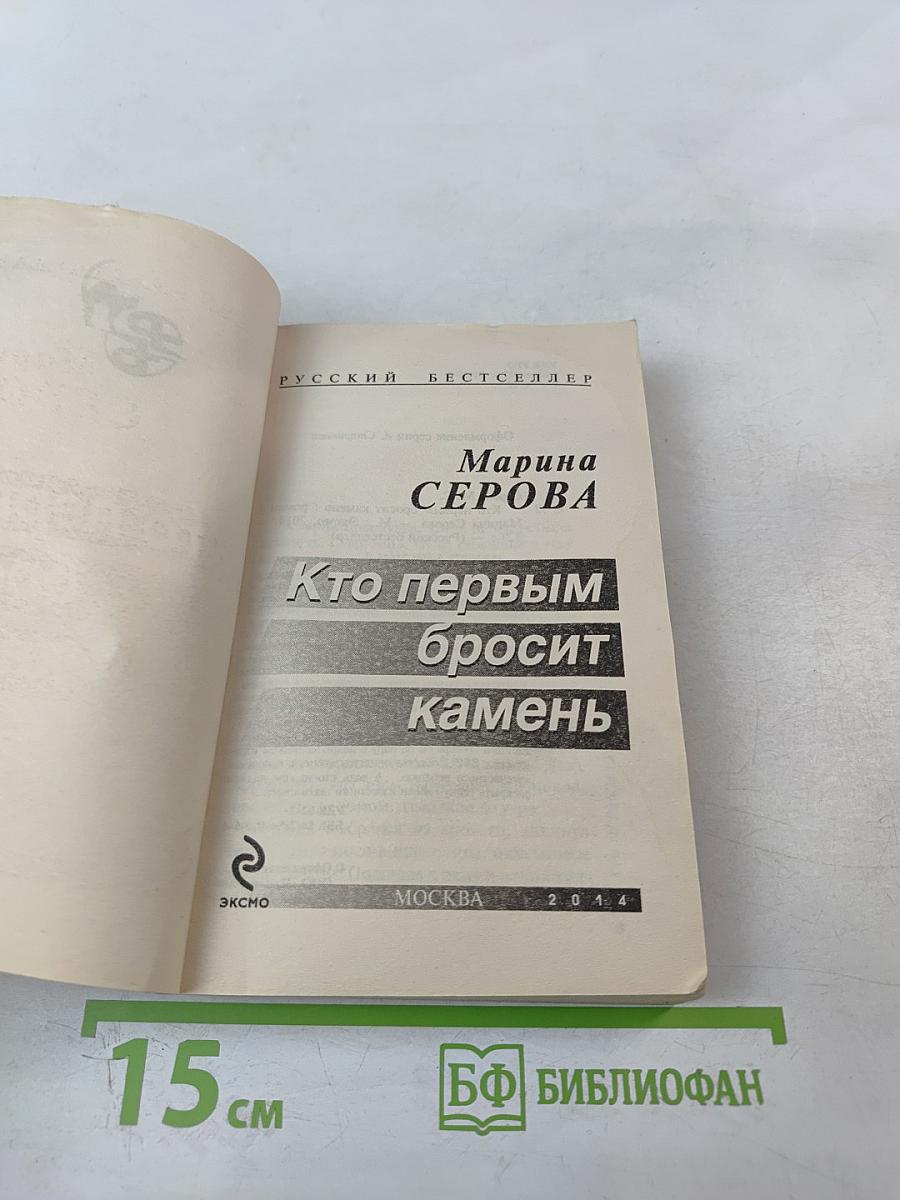 РУССКИЙ БЕСТСЕЛЛЕР
Марина
СЕРОВА
Кто первым
бросит
камень
ЭКСМО
МОСКВА 2014
15 см
БФ БИБЛИОФАН